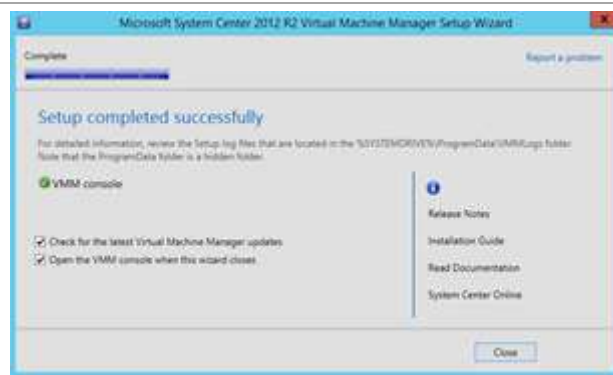 Microsoft System Center 2012 R2 Virtual Machine Manager Setup Wizard
Complete
Report a problem
Setup completed successfully
For detailed information, review the Setup log files that are located in the %SYSTEMDRIVE%\ProgramData\VMMLogs folder.
Note that the ProgramData folder is a hidden folder.
VMM console
Check for the latest Virtual Machine Manager updates
Open the VMM console when this wizard closes
Release Notes
Installation Guide
Read Documentation
System Center Online
Close